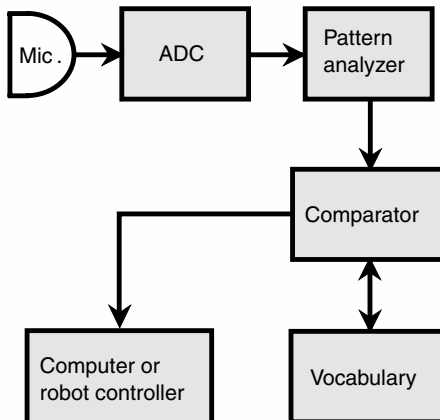 Mic .
ADC
Pattern
analyzer
Comparator
Computer or
robot controller
Vocabulary